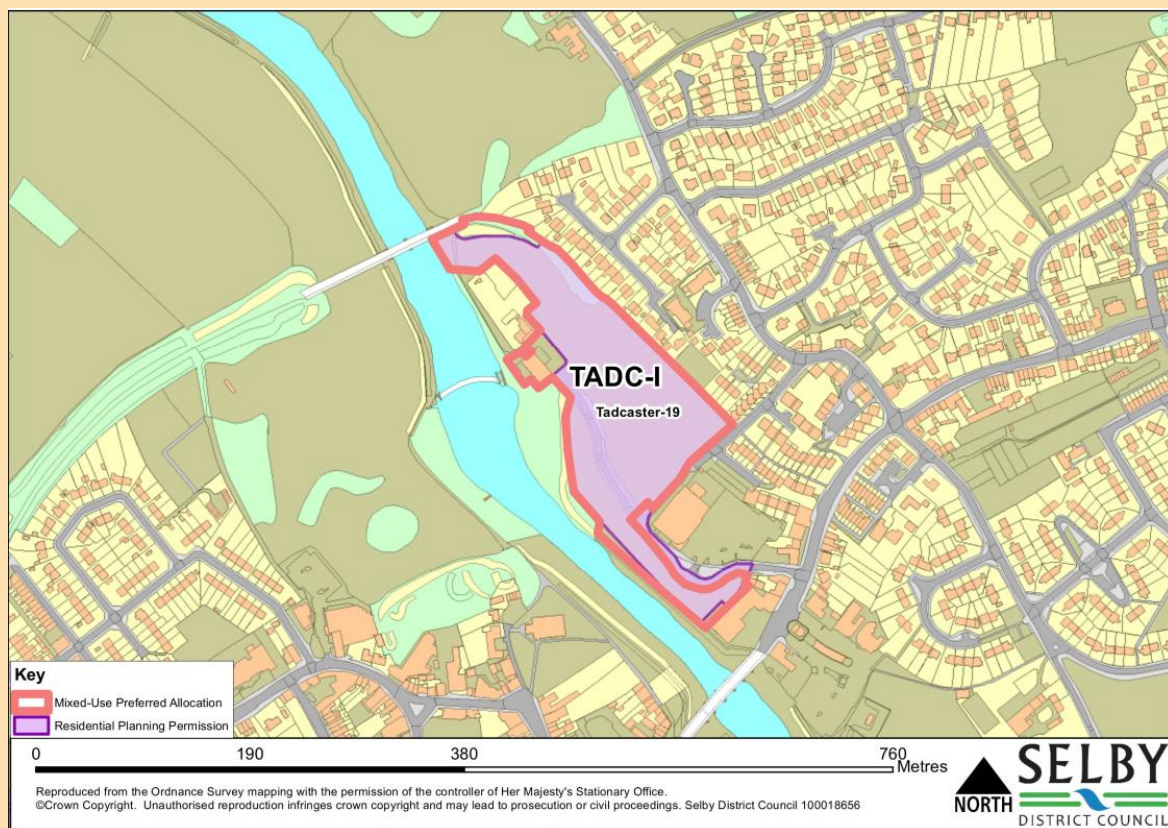 TADC-I
Tadcaster-19
Key
Mixed-Use Preferred Allocation
Residential Planning Permission
0 190 380 760
Metres
Reproduced from the Ordnance Survey mapping with the permission of the controller of Her Majesty's Stationary Office.
©Crown Copyright. Unauthorised reproduction infringes crown copyright and may lead to prosecution or civil proceedings. Selby District Council 100018656
NORTH
SELBY
DISTRICT COUNCIL